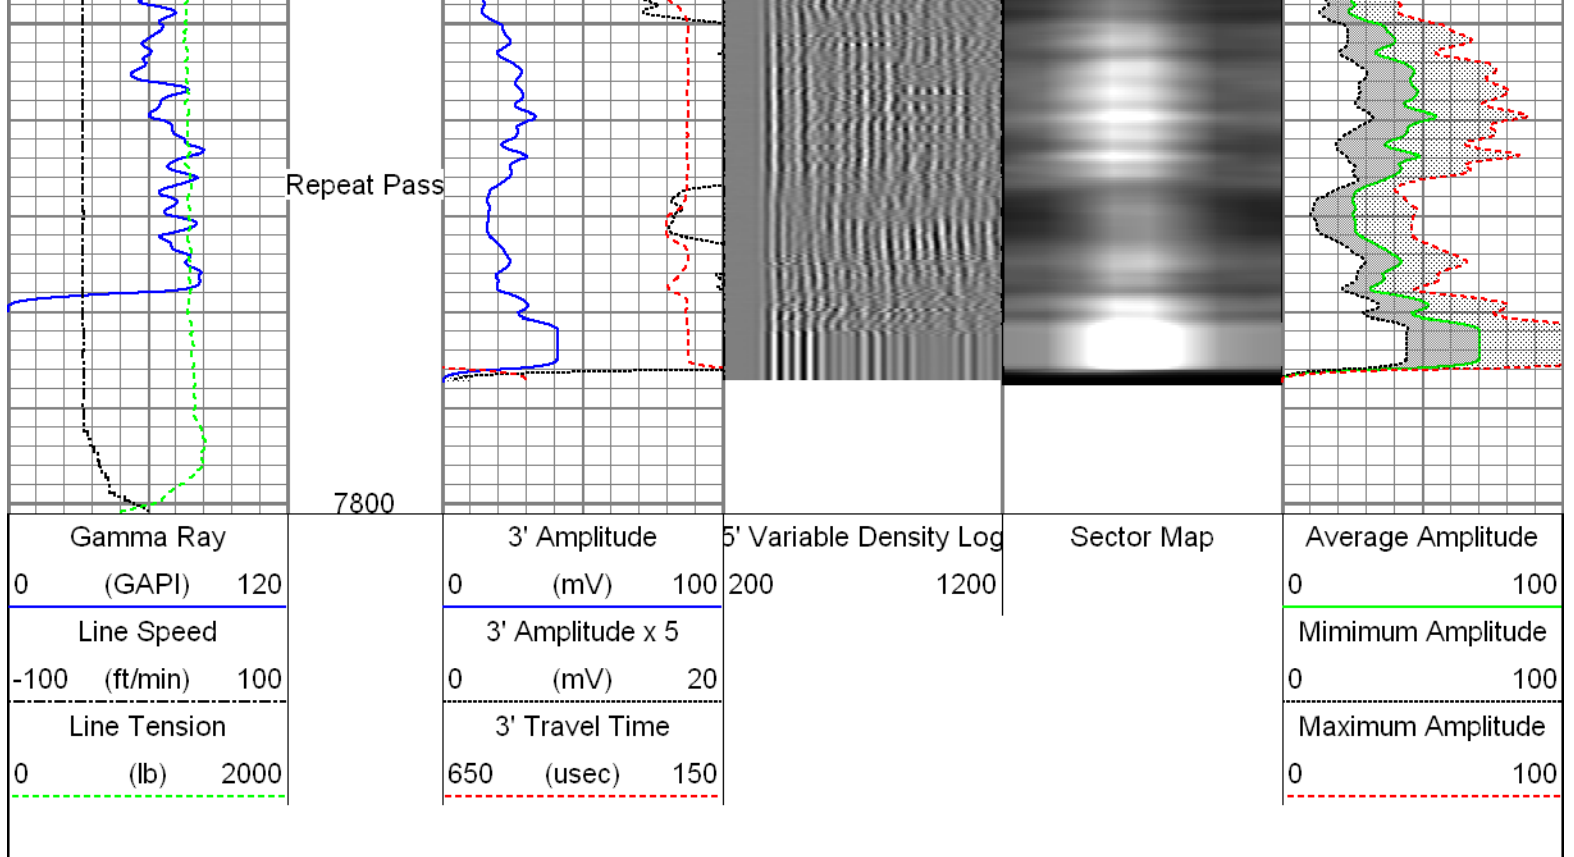 Repeat Pass
7800
Gamma Ray
0 (GAPI) 120
Line Speed
-100 (ft/min) 100
Line Tension
0 (lb) 2000
3' Amplitude
0 (mV) 100
3' Amplitude x 5
0 (mV) 20
3' Travel Time
650 (usec) 150
5' Variable Density Log
200 1200
Sector Map
Average Amplitude
0 100
Mimimum Amplitude
0 100
Maximum Amplitude
0 100